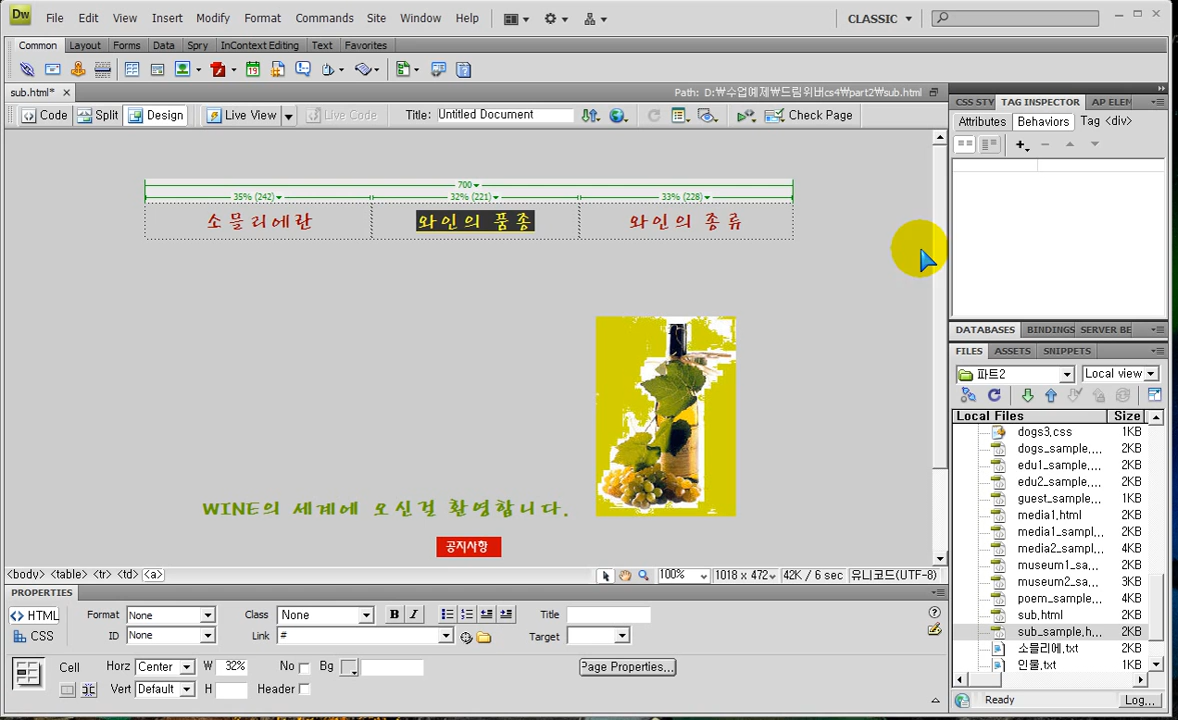 Dw File Edit View Insert Modify Format Commands Site Window Help CLASSIC
Common Layout Forms Data Spry InContext Editing Text Favorites
sub.html* Path: D:₩수업예제₩드림위버cs4₩part2₩sub.html
Code Split Design Live View Live Code Title: Untitled Document Check Page
CSS STY TAG INSPECTOR AP ELEM
Attributes Behaviors Tag <div>
700
35% (242) 32% (221) 33% (228)
소믈리에란 와인의 품종 와인의 종류
WINE의 세계에 오신걸 환영합니다.
공지사항
DATABASES BINDINGS SERVER BE
FILES ASSETS SNIPPETS
파트2 Local view
Local Files Size
dogs3.css 1KB
dogs_sample,... 2KB
edu1_sample,... 2KB
edu2_sample,... 2KB
guest_sample,... 1KB
media1.html 2KB
media1_sampl,... 2KB
media2_sampl,... 4KB
museum1_sa,... 2KB
museum2_sa,... 3KB
poem_sample,... 2KB
sub.html 2KB
sub_sample.h,... 2KB
소믈리에.txt 2KB
인물.txt 1KB
Ready Log...
<body> <table> <tr> <td> <a> 100% 1018 x 472 42K / 6 sec 유니코드(UTF-8)
PROPERTIES
<> HTML Format None Class None B I Title
CSS ID None Link # Target
Cell Horz Center W 32% No Bg Page Properties...
Vert Default H Header